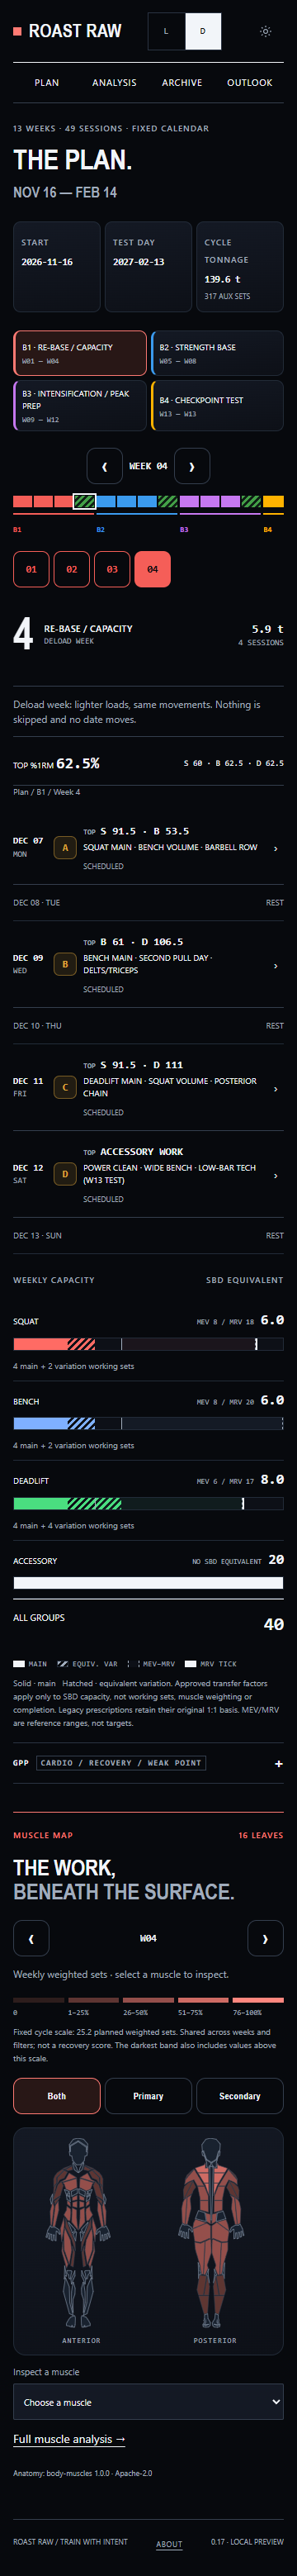 ROAST RAW
L
D
PLAN
ANALYSIS
ARCHIVE
OUTLOOK
13 WEEKS · 49 SESSIONS · FIXED CALENDAR
THE PLAN.
NOV 16 — FEB 14
START
2026-11-16
TEST DAY
2027-02-13
CYCLE
TONNAGE
139.6 t
317 AUX SETS
B1 · RE-BASE / CAPACITY
W01 — W04
B2 · STRENGTH BASE
W05 — W08
B3 · INTENSIFICATION / PEAK
PREP
W09 — W12
B4 · CHECKPOINT TEST
W13 — W13
‹ WEEK 04 ›
B1
B2
B3
B4
01
02
03
04
4
RE-BASE / CAPACITY
DELOAD WEEK
5.9 t
4 SESSIONS
Deload week: lighter loads, same movements. Nothing is
skipped and no date moves.
TOP %1RM 62.5%
S 60 · B 62.5 · D 62.5
Plan / B1 / Week 4
DEC 07
MON
A
TOP S 91.5 · B 53.5
SQUAT MAIN · BENCH VOLUME · BARBELL ROW
SCHEDULED
›
DEC 08 · TUE
REST
DEC 09
WED
B
TOP B 61 · D 106.5
BENCH MAIN · SECOND PULL DAY ·
DELTS/TRICEPS
SCHEDULED
›
DEC 10 · THU
REST
DEC 11
FRI
C
TOP S 91.5 · D 111
DEADLIFT MAIN · SQUAT VOLUME · POSTERIOR
CHAIN
SCHEDULED
›
DEC 12
SAT
D
TOP ACCESSORY WORK
POWER CLEAN · WIDE BENCH · LOW-BAR TECH
(W13 TEST)
SCHEDULED
›
DEC 13 · SUN
REST
WEEKLY CAPACITY
SBD EQUIVALENT
SQUAT
MEV 8 / MRV 18 6.0
4 main + 2 variation working sets
BENCH
MEV 8 / MRV 20 6.0
4 main + 2 variation working sets
DEADLIFT
MEV 6 / MRV 17 8.0
4 main + 4 variation working sets
ACCESSORY
NO SBD EQUIVALENT 20
ALL GROUPS
40
MAIN
EQUIV. VAR
MEV–MRV
MRV TICK
Solid · main Hatched · equivalent variation. Approved transfer factors
apply only to SBD capacity, not working sets, muscle weighting or
completion. Legacy prescriptions retain their original 1:1 basis. MEV/MRV
are reference ranges, not targets.
GPP
CARDIO / RECOVERY / WEAK POINT
+
MUSCLE MAP
16 LEAVES
THE WORK,
BENEATH THE SURFACE.
‹ W04 ›
Weekly weighted sets · select a muscle to inspect.
0
1–25%
26–50%
51–75%
76–100%
Fixed cycle scale: 25.2 planned weighted sets. Shared across weeks and
filters; not a recovery score. The darkest band also includes values above
this scale.
Both
Primary
Secondary
ANTERIOR
POSTERIOR
Inspect a muscle
Choose a muscle
Full muscle analysis →
Anatomy: body-muscles 1.0.0 · Apache-2.0
ROAST RAW / TRAIN WITH INTENT
ABOUT
0.17 · LOCAL PREVIEW